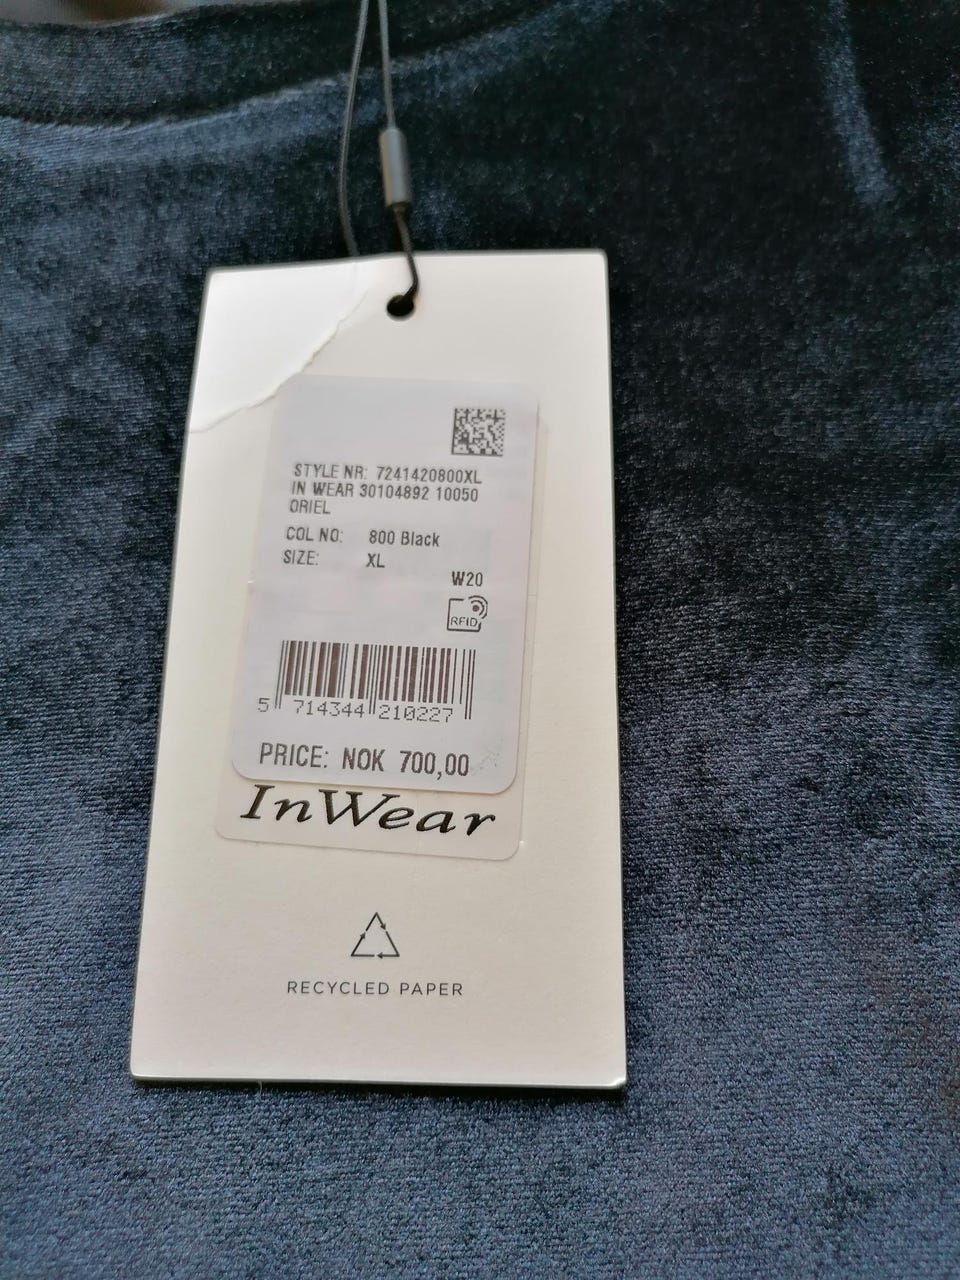 STYLE NR: 7241420800XL
IN WEAR 30104892 10050
ORIEL
COL NO: 800 Black
SIZE: XL
W20
RFID
5 714344 210227
PRICE: NOK 700,00
InWear
RECYCLED PAPER